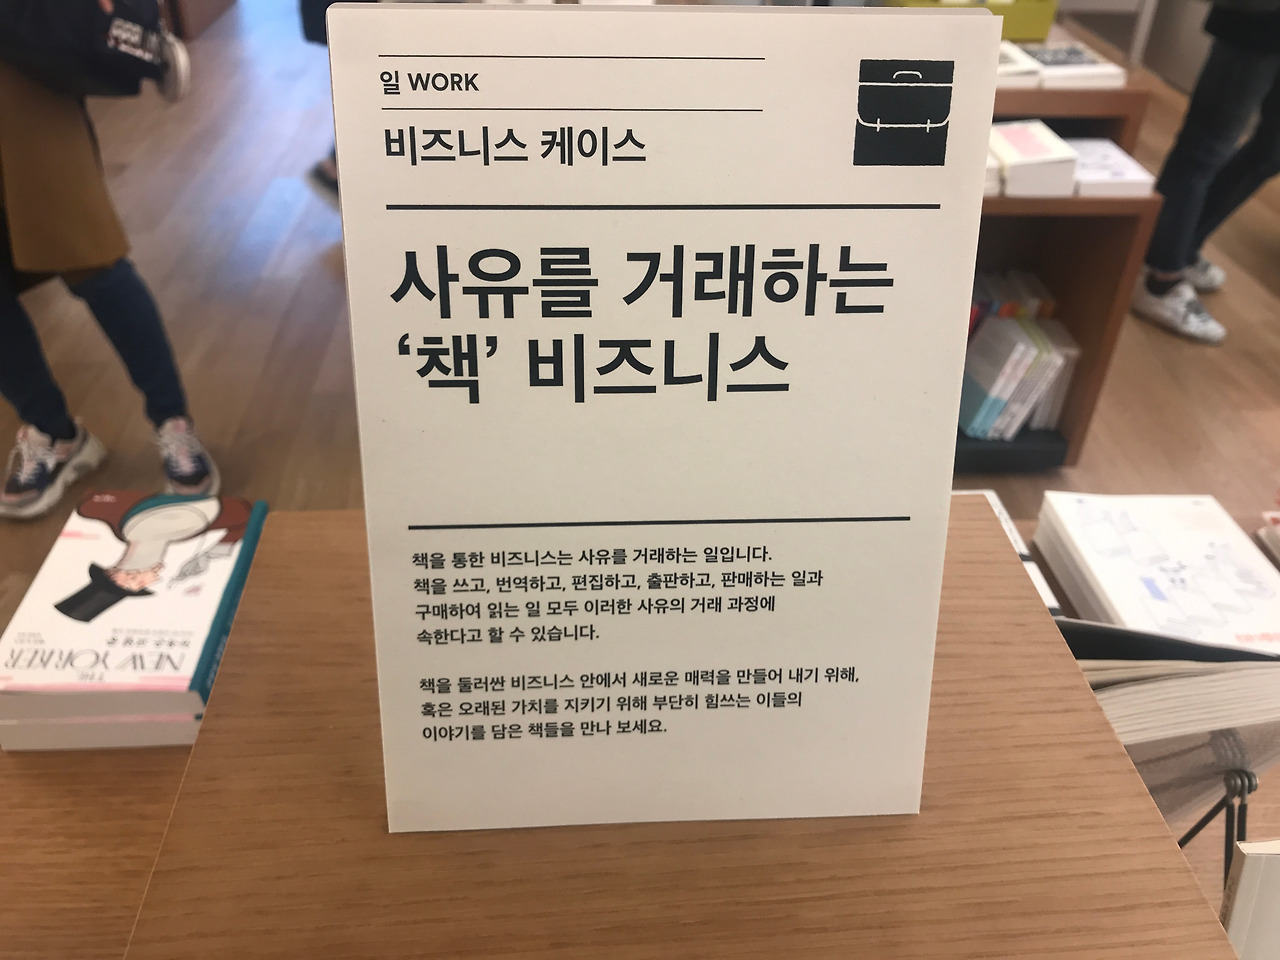 일 WORK
비즈니스 케이스
사유를 거래하는
‘책’ 비즈니스
책을 통한 비즈니스는 사유를 거래하는 일입니다.
책을 쓰고, 번역하고, 편집하고, 출판하고, 판매하는 일과
구매하여 읽는 일 모두 이러한 사유의 거래 과정에
속한다고 할 수 있습니다.
책을 둘러싼 비즈니스 안에서 새로운 매력을 만들어 내기 위해,
혹은 오래된 가치를 지키기 위해 부단히 힘쓰는 이들의
이야기를 담은 책들을 만나 보세요.
THE
NEW YORKER